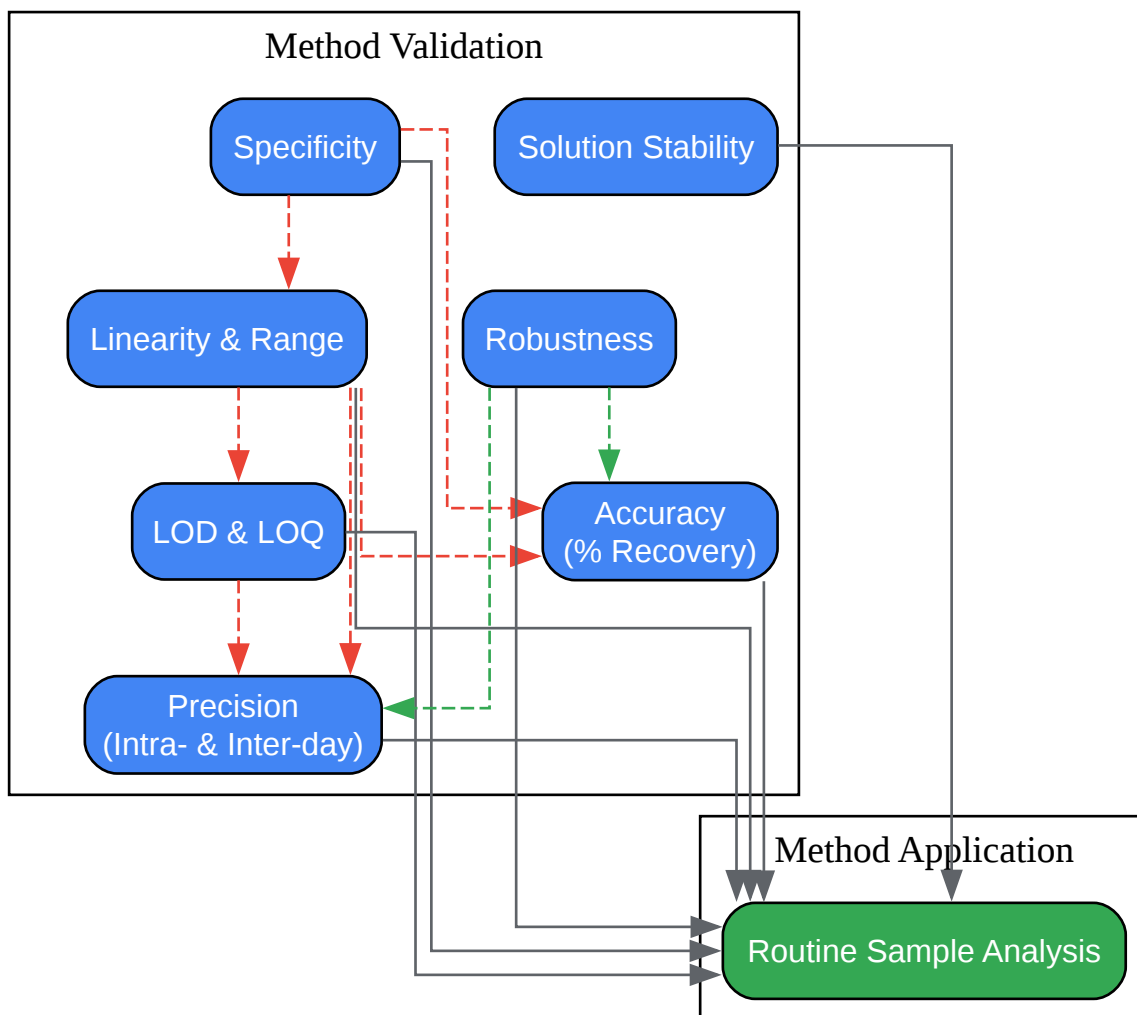 Method Validation
Specificity
Solution Stability
Linearity & Range
Robustness
LOD & LOQ
Accuracy
(% Recovery)
Precision
(Intra- & Inter-day)
Method Application
Routine Sample Analysis